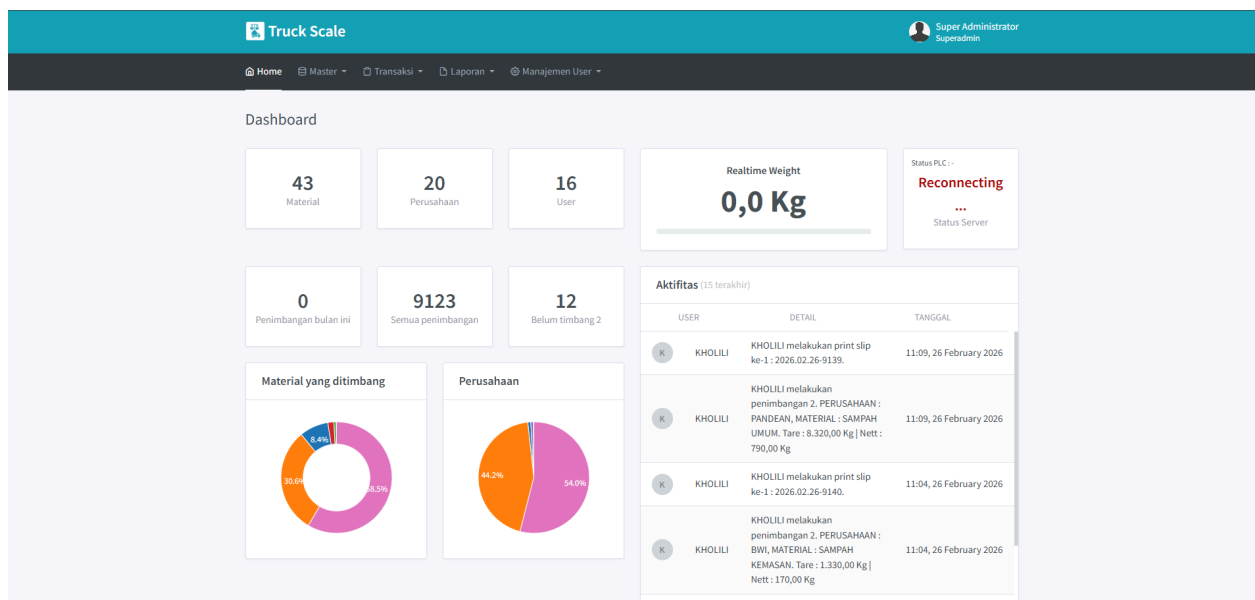 Truck Scale
Super Administrator
Superadmin
Home
Master
Transaksi
Laporan
Manajemen User
Dashboard
43
Material
20
Perusahaan
16
User
Realtime Weight
0,0 Kg
Status PLC : -
Reconnecting
...
Status Server
0
Penimbangan bulan ini
9123
Semua penimbangan
12
Belum timbang 2
Material yang ditimbang
8.4%
30.6%
58.5%
Perusahaan
44.2%
54.0%
Aktifitas (15 terakhir)
USER DETAIL TANGGAL
K KHOLILI
KHOLILI melakukan print slip
ke-1 : 2026.02.26-9139.
11:09, 26 February 2026
K KHOLILI
KHOLILI melakukan
penimbangan 2. PERUSAHAAN :
PANDEAN, MATERIAL : SAMPAH
UMUM. Tare : 8.320,00 Kg | Nett :
790,00 Kg
11:09, 26 February 2026
K KHOLILI
KHOLILI melakukan print slip
ke-1 : 2026.02.26-9140.
11:04, 26 February 2026
K KHOLILI
KHOLILI melakukan
penimbangan 2. PERUSAHAAN :
BWI, MATERIAL : SAMPAH
KEMASAN. Tare : 1.330,00 Kg |
Nett : 170,00 Kg
11:04, 26 February 2026